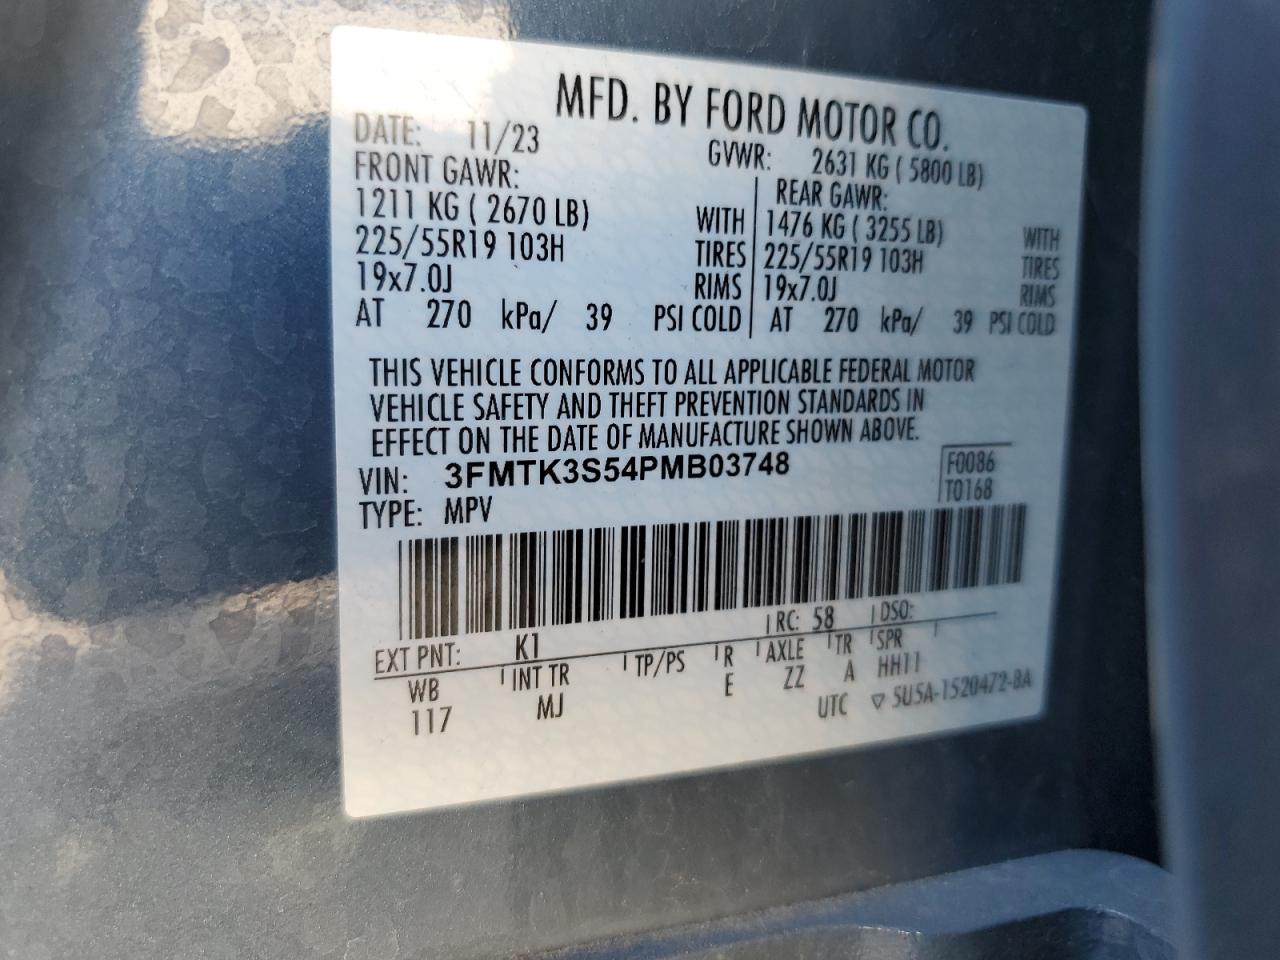 MFD. BY FORD MOTOR CO.
DATE: 11/23 GVWR: 2631 KG ( 5800 LB)
FRONT GAWR: REAR GAWR:
1211 KG ( 2670 LB) WITH 1476 KG ( 3255 LB) WITH
225/55R19 103H TIRES 225/55R19 103H TIRES
19x7.0J RIMS 19x7.0J RIMS
AT 270 kPa/ 39 PSI COLD AT 270 kPa/ 39 PSI COLD
THIS VEHICLE CONFORMS TO ALL APPLICABLE FEDERAL MOTOR
VEHICLE SAFETY AND THEFT PREVENTION STANDARDS IN
EFFECT ON THE DATE OF MANUFACTURE SHOWN ABOVE.
VIN: 3FMTK3S54PMB03748 F0086
TYPE: MPV T0168
EXT PNT: K1 RC: 58 DSO:
WB INT TR TP/PS R AXLE TR SPR
117 MJ E ZZ A HH11
UTC ▽ 5U5A-1520472-BA